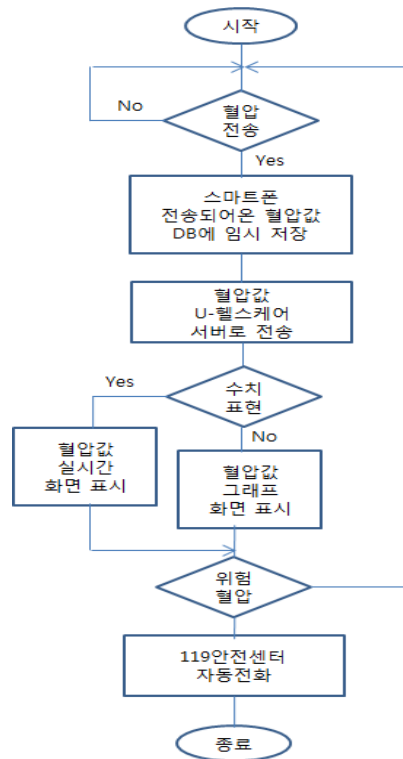 시작
No
혈압
전송
Yes
스마트폰
전송되어온 혈압값
DB에 임시 저장
혈압값
U-헬스케어
서버로 전송
Yes
수치
표현
No
혈압값
실시간
화면 표시
혈압값
그래프
화면 표시
위험
혈압
119안전센터
자동전화
종료